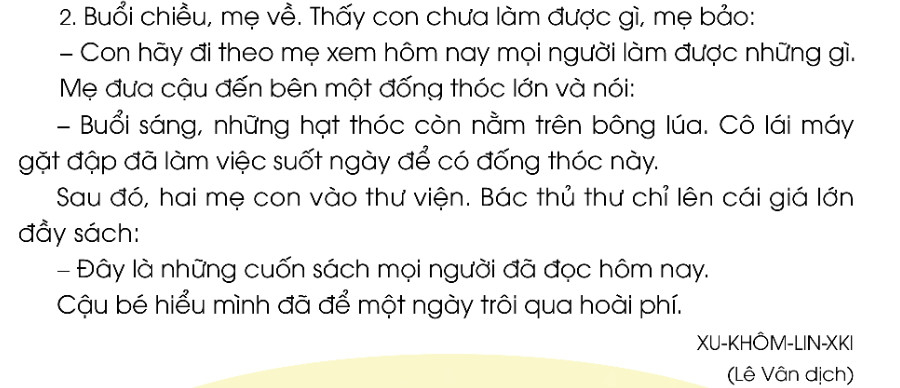 2. Buổi chiều, mẹ về. Thấy con chưa làm được gì, mẹ bảo:
– Con hãy đi theo mẹ xem hôm nay mọi người làm được những gì.
Mẹ đưa cậu đến bên một đống thóc lớn và nói:
– Buổi sáng, những hạt thóc còn nằm trên bông lúa. Cô lái máy
gặt đập đã làm việc suốt ngày để có đống thóc này.
Sau đó, hai mẹ con vào thư viện. Bác thủ thư chỉ lên cái giá lớn
đầy sách:
– Đây là những cuốn sách mọi người đã đọc hôm nay.
Cậu bé hiểu mình đã để một ngày trôi qua hoài phí.
XU-KHÔM-LIN-XKI
(Lê Vân dịch)